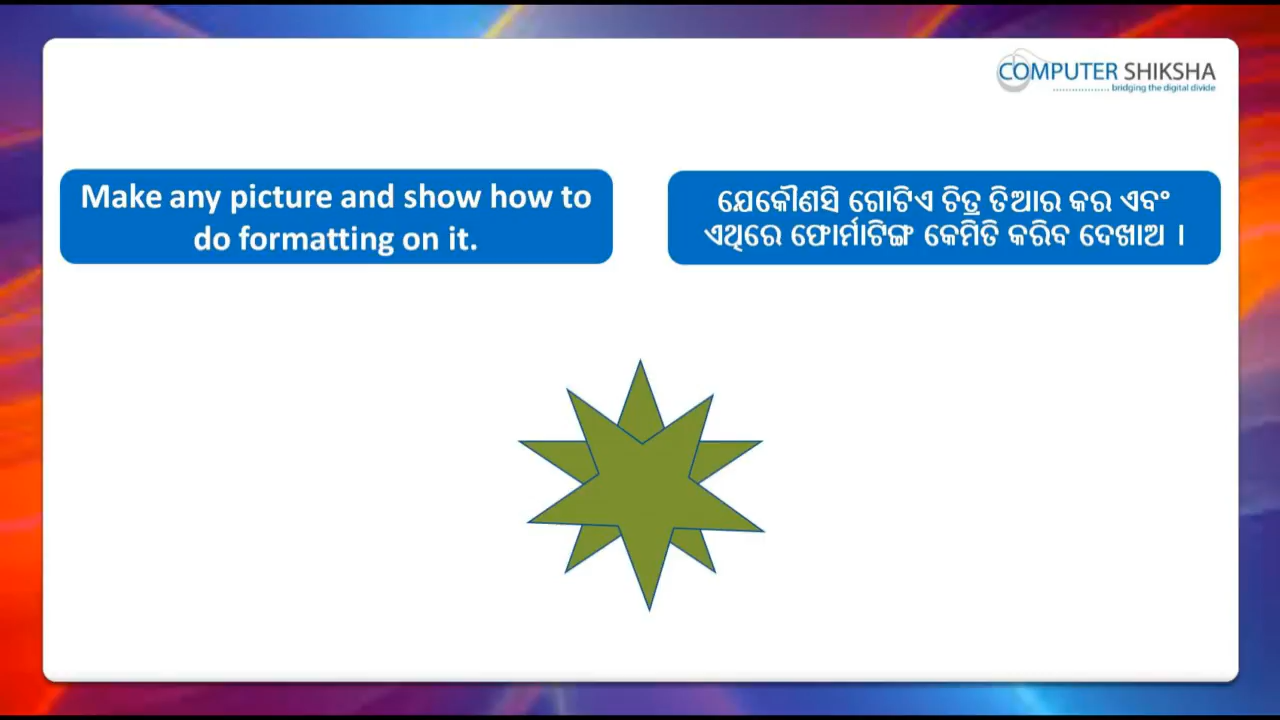 COMPUTER SHIKSHA
bridging the digital divide
Make any picture and show how to
do formatting on it.
ଯେକୌଣସି ଗୋଟିଏ ଚିତ୍ର ତିଆର କର ଏବଂ
ଏଥିରେ ଫୋର୍ମାଟିଙ୍ଗ କେମିତି କରିବ ଦେଖାଅ ।